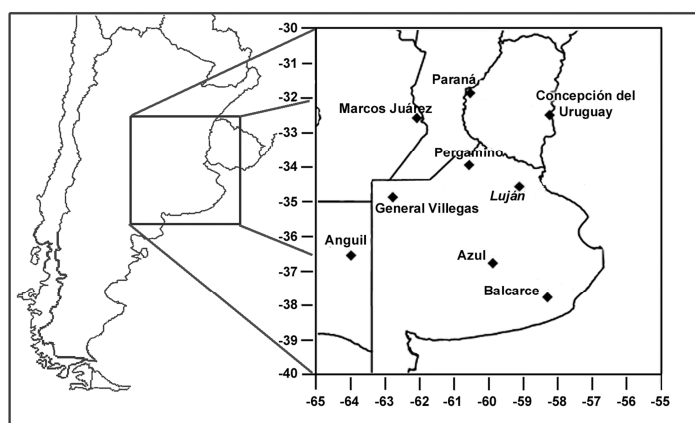 -30
-31
-32
-33
-34
-35
-36
-37
-38
-39
-40
Paraná
Marcos Juárez
Concepción del
Uruguay
Pergamino
Luján
General Villegas
Anguil
Azul
Balcarce
-65 -64 -63 -62 -61 -60 -59 -58 -57 -56 -55